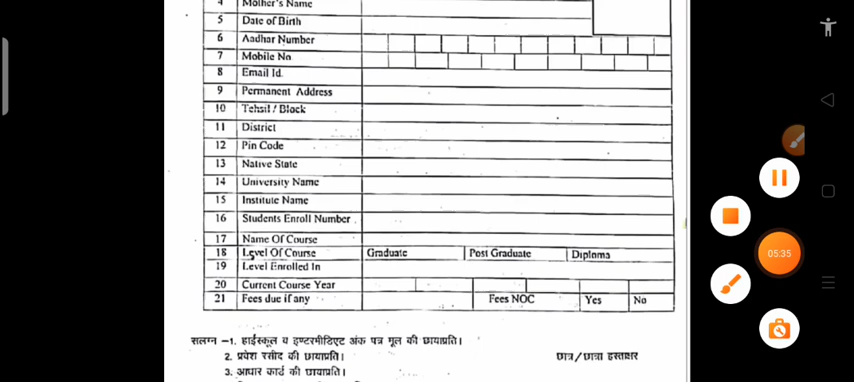 4 Mother's Name
5 Date of Birth
6 Aadhar Number
7 Mobile No
8 Email Id.
9 Permanent Address
10 Tehsil / Block
11 District
12 Pin Code
13 Native State
14 University Name
15 Institute Name
16 Students Enroll Number
17 Name Of Course
18 Level Of Course Graduate Post Graduate Diploma
19 Level Enrolled In
20 Current Course Year
21 Fees due if any Fees NOC Yes No
सलग्न –1. हाईस्कूल व इण्टरमीटिएट अंक पत्र मूल की छायाप्रति।
2. प्रवेश रसीद की छायाप्रति।
छात्र/छात्रा हस्ताक्षर
3. आधार कार्ड की छायाप्रति।
05:35